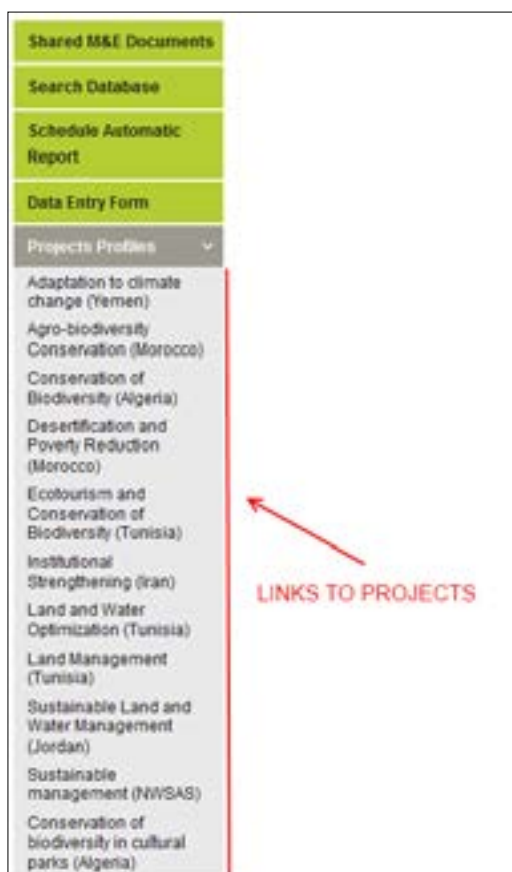 Shared M&E Documents
Search Database
Schedule Automatic
Report
Data Entry Form
Projects Profiles
Adaptation to climate
change (Yemen)
Agro-biodiversity
Conservation (Morocco)
Conservation of
Biodiversity (Algeria)
Desertification and
Poverty Reduction
(Morocco)
Ecotourism and
Conservation of
Biodiversity (Tunisia)
Institutional
Strengthening (Iran)
Land and Water
Optimization (Tunisia)
Land Management
(Tunisia)
Sustainable Land and
Water Management
(Jordan)
Sustainable
management (NWSAS)
Conservation of
biodiversity in cultural
parks (Algeria)
LINKS TO PROJECTS